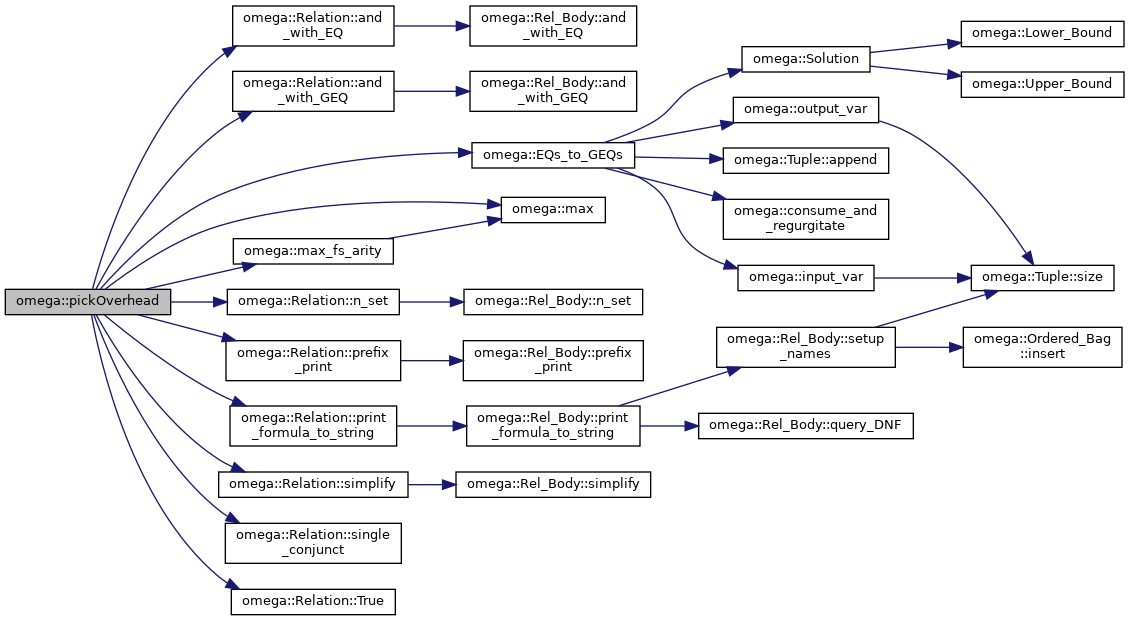 omega::pickOverhead
omega::Relation::and
_with_EQ
omega::Rel_Body::and
_with_EQ
omega::Relation::and
_with_GEQ
omega::Rel_Body::and
_with_GEQ
omega::EQs_to_GEQs
omega::Solution
omega::Lower_Bound
omega::Upper_Bound
omega::output_var
omega::Tuple::append
omega::consume_and
_regurgitate
omega::input_var
omega::Tuple::size
omega::max
omega::max_fs_arity
omega::Relation::n_set
omega::Rel_Body::n_set
omega::Relation::prefix
_print
omega::Rel_Body::prefix
_print
omega::Relation::print
_formula_to_string
omega::Rel_Body::print
_formula_to_string
omega::Rel_Body::setup
_names
omega::Ordered_Bag
::insert
omega::Rel_Body::query_DNF
omega::Relation::simplify
omega::Rel_Body::simplify
omega::Relation::single
_conjunct
omega::Relation::True